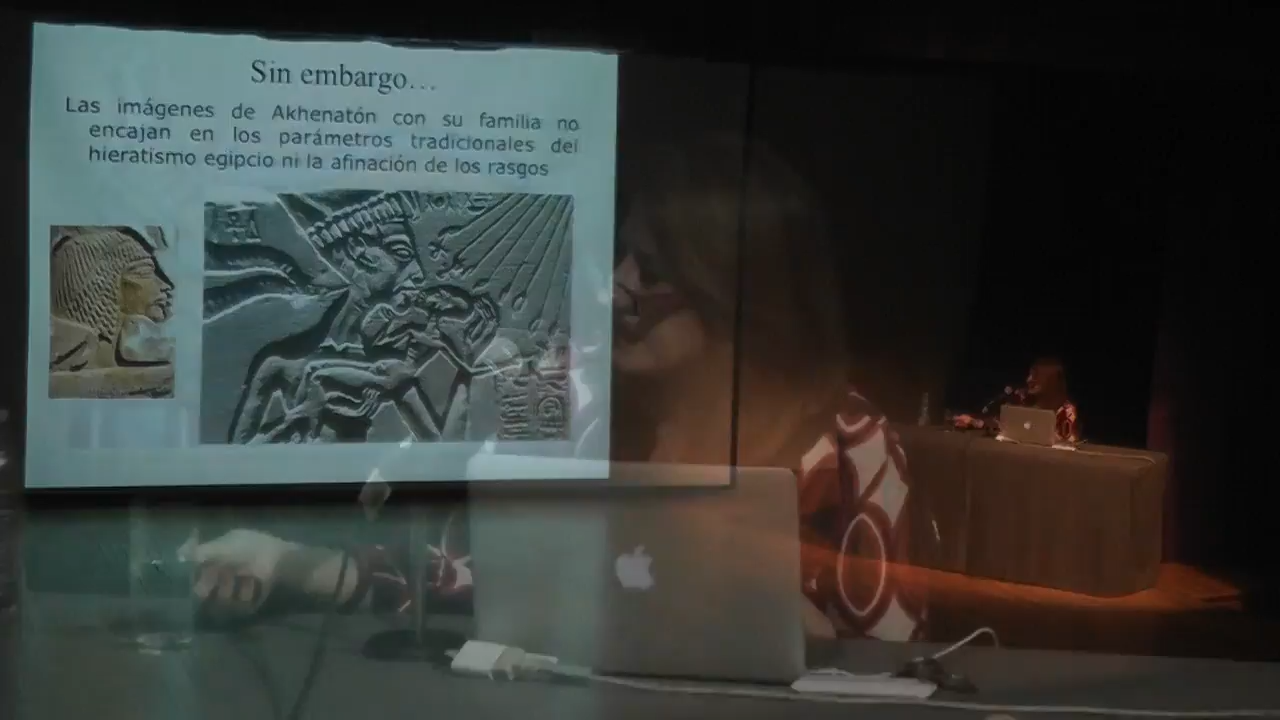 Sin embargo...
Las imágenes de Akhenatón con su familia no
encajan en los parámetros tradicionales del
hieratismo egipcio ni la afinación de los rasgos